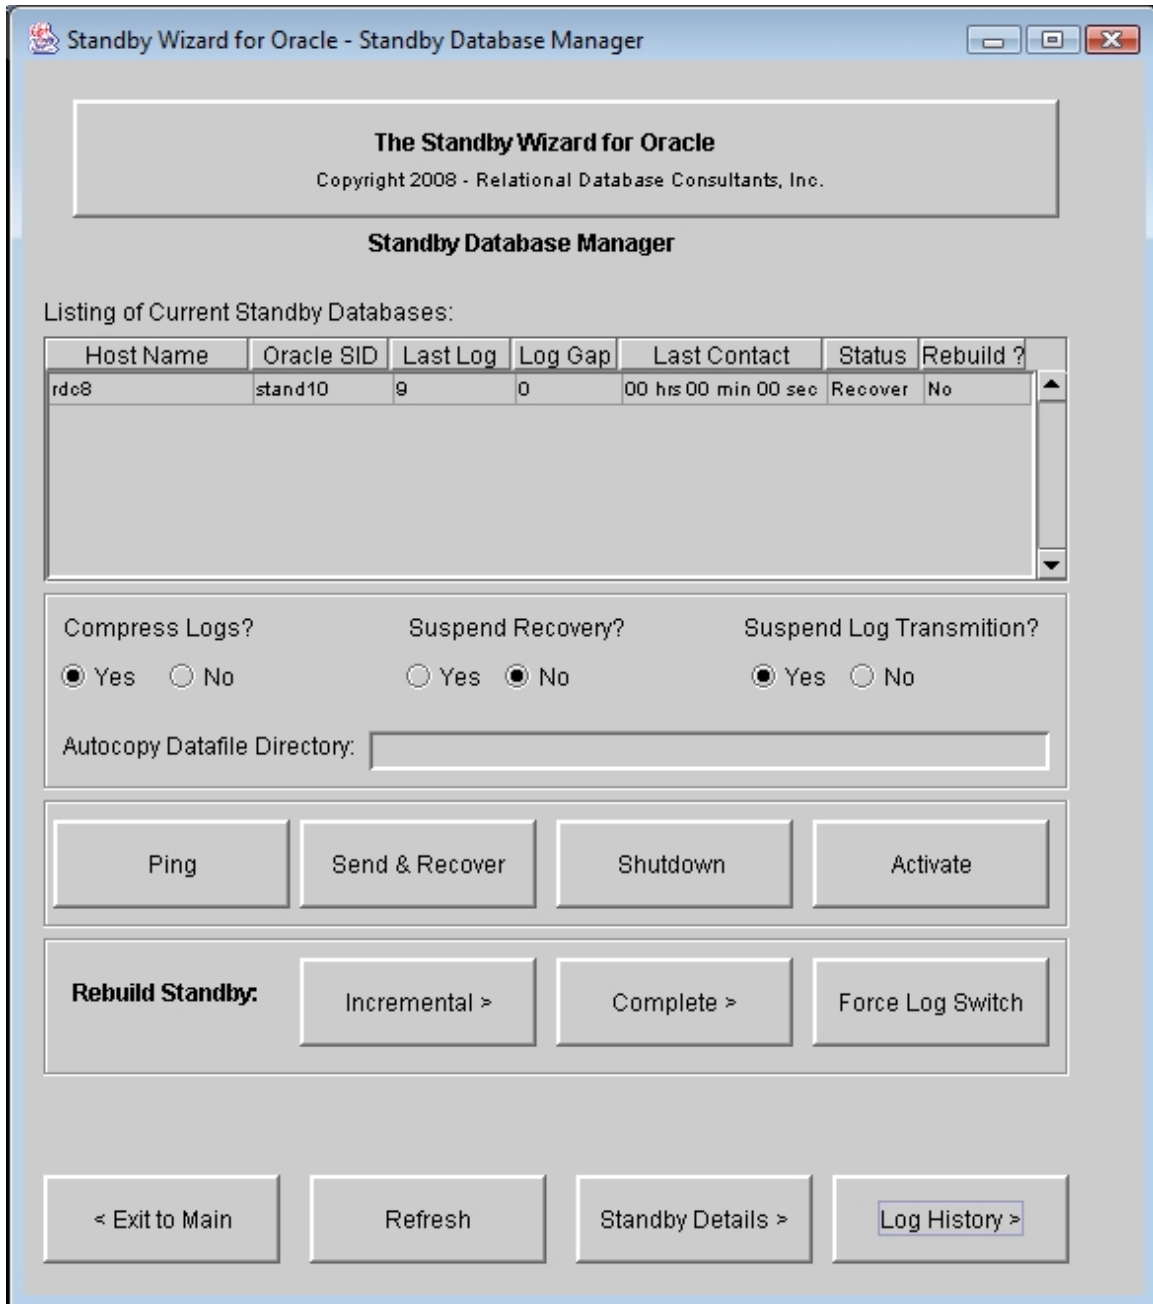 Standby Wizard for Oracle - Standby Database Manager
The Standby Wizard for Oracle
Copyright 2008 - Relational Database Consultants, Inc.
Standby Database Manager
Listing of Current Standby Databases:
Host Name Oracle SID Last Log Log Gap Last Contact Status Rebuild ?
rdc8 stand10 9 0 00 hrs 00 min 00 sec Recover No
Compress Logs? Suspend Recovery? Suspend Log Transmition?
Yes No Yes No Yes No
Autocopy Datafile Directory:
Ping Send & Recover Shutdown Activate
Rebuild Standby: Incremental > Complete > Force Log Switch
< Exit to Main Refresh Standby Details > Log History >